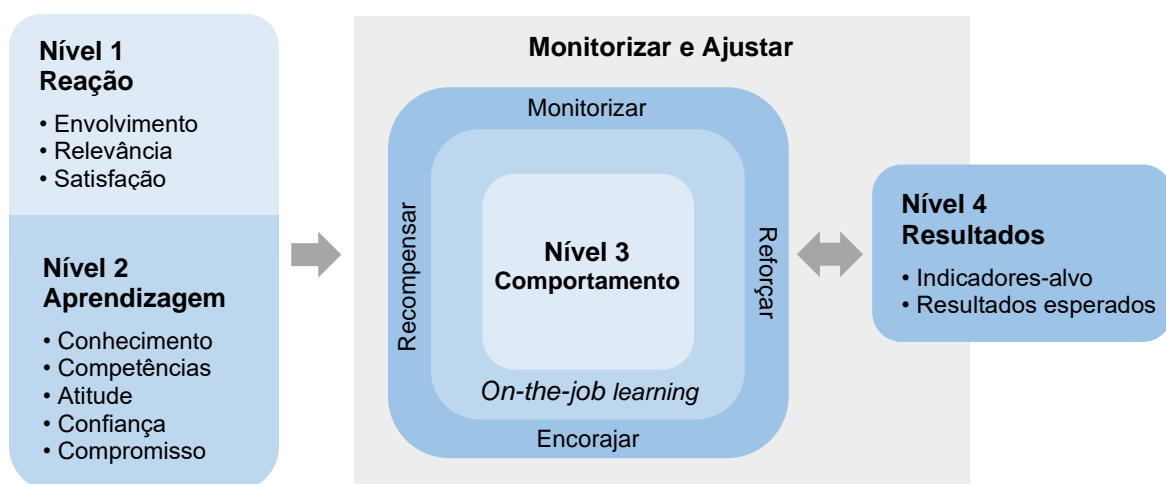 Nível 1
Reação
• Envolvimento
• Relevância
• Satisfação
Nível 2
Aprendizagem
• Conhecimento
• Competências
• Atitude
• Confiança
• Compromisso
Monitorizar e Ajustar
Monitorizar
Recompensar
Nível 3
Comportamento
Reforçar
On-the-job learning
Encorajar
Nível 4
Resultados
• Indicadores-alvo
• Resultados esperados